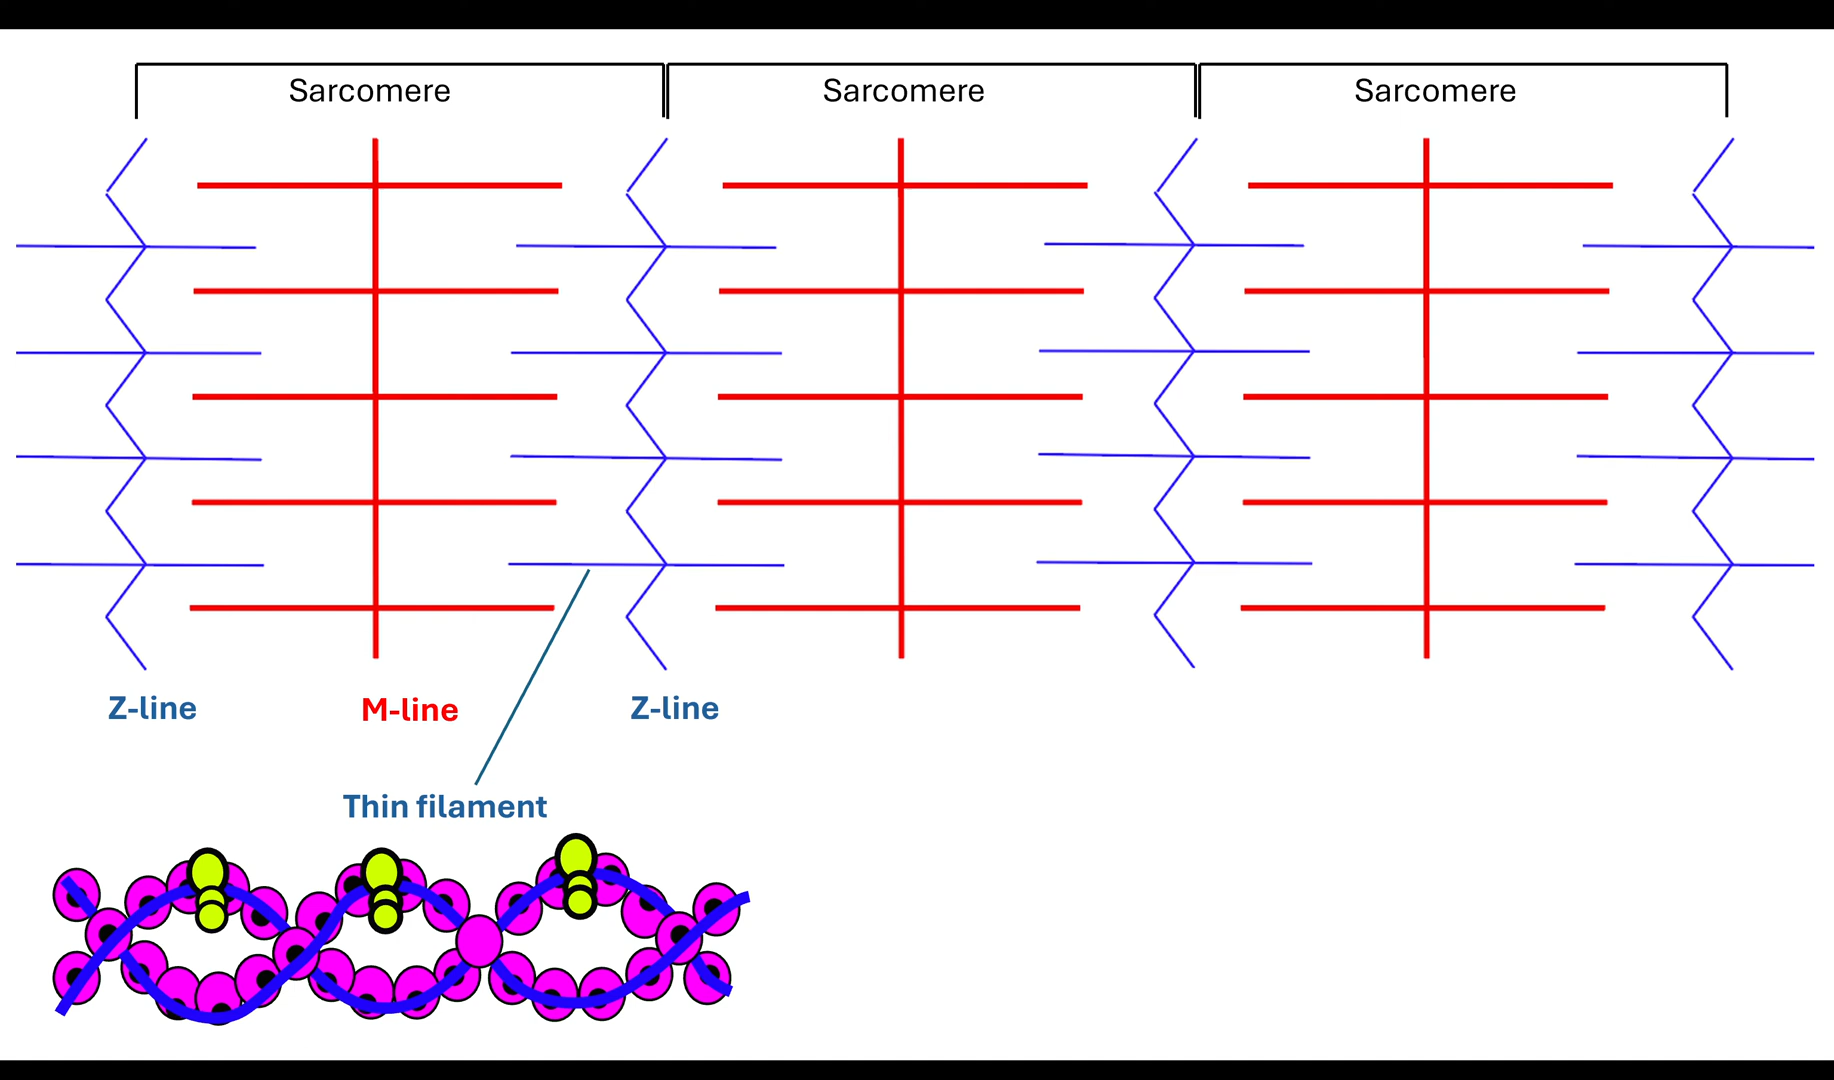 Sarcomere
Sarcomere
Sarcomere
Z-line
M-line
Z-line
Thin filament